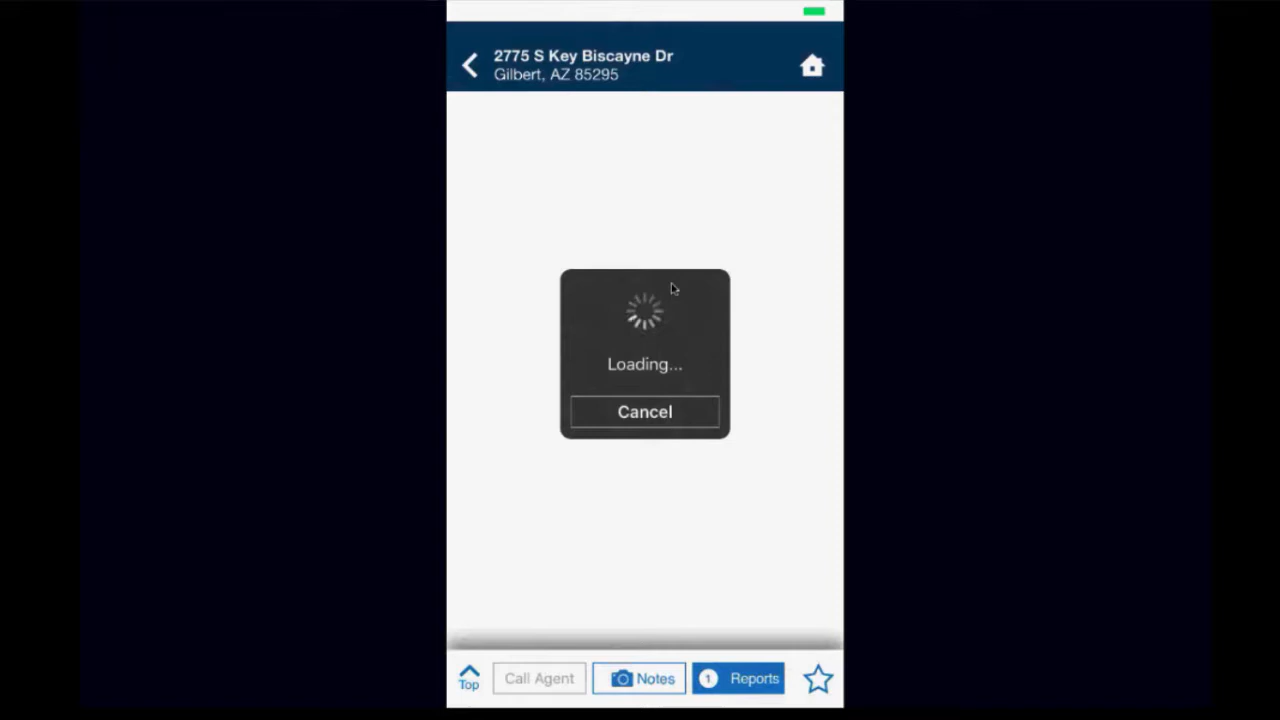 2775 S Key Biscayne Dr
Gilbert, AZ 85295
Loading...
Cancel
Top
Call Agent
Notes
1 Reports